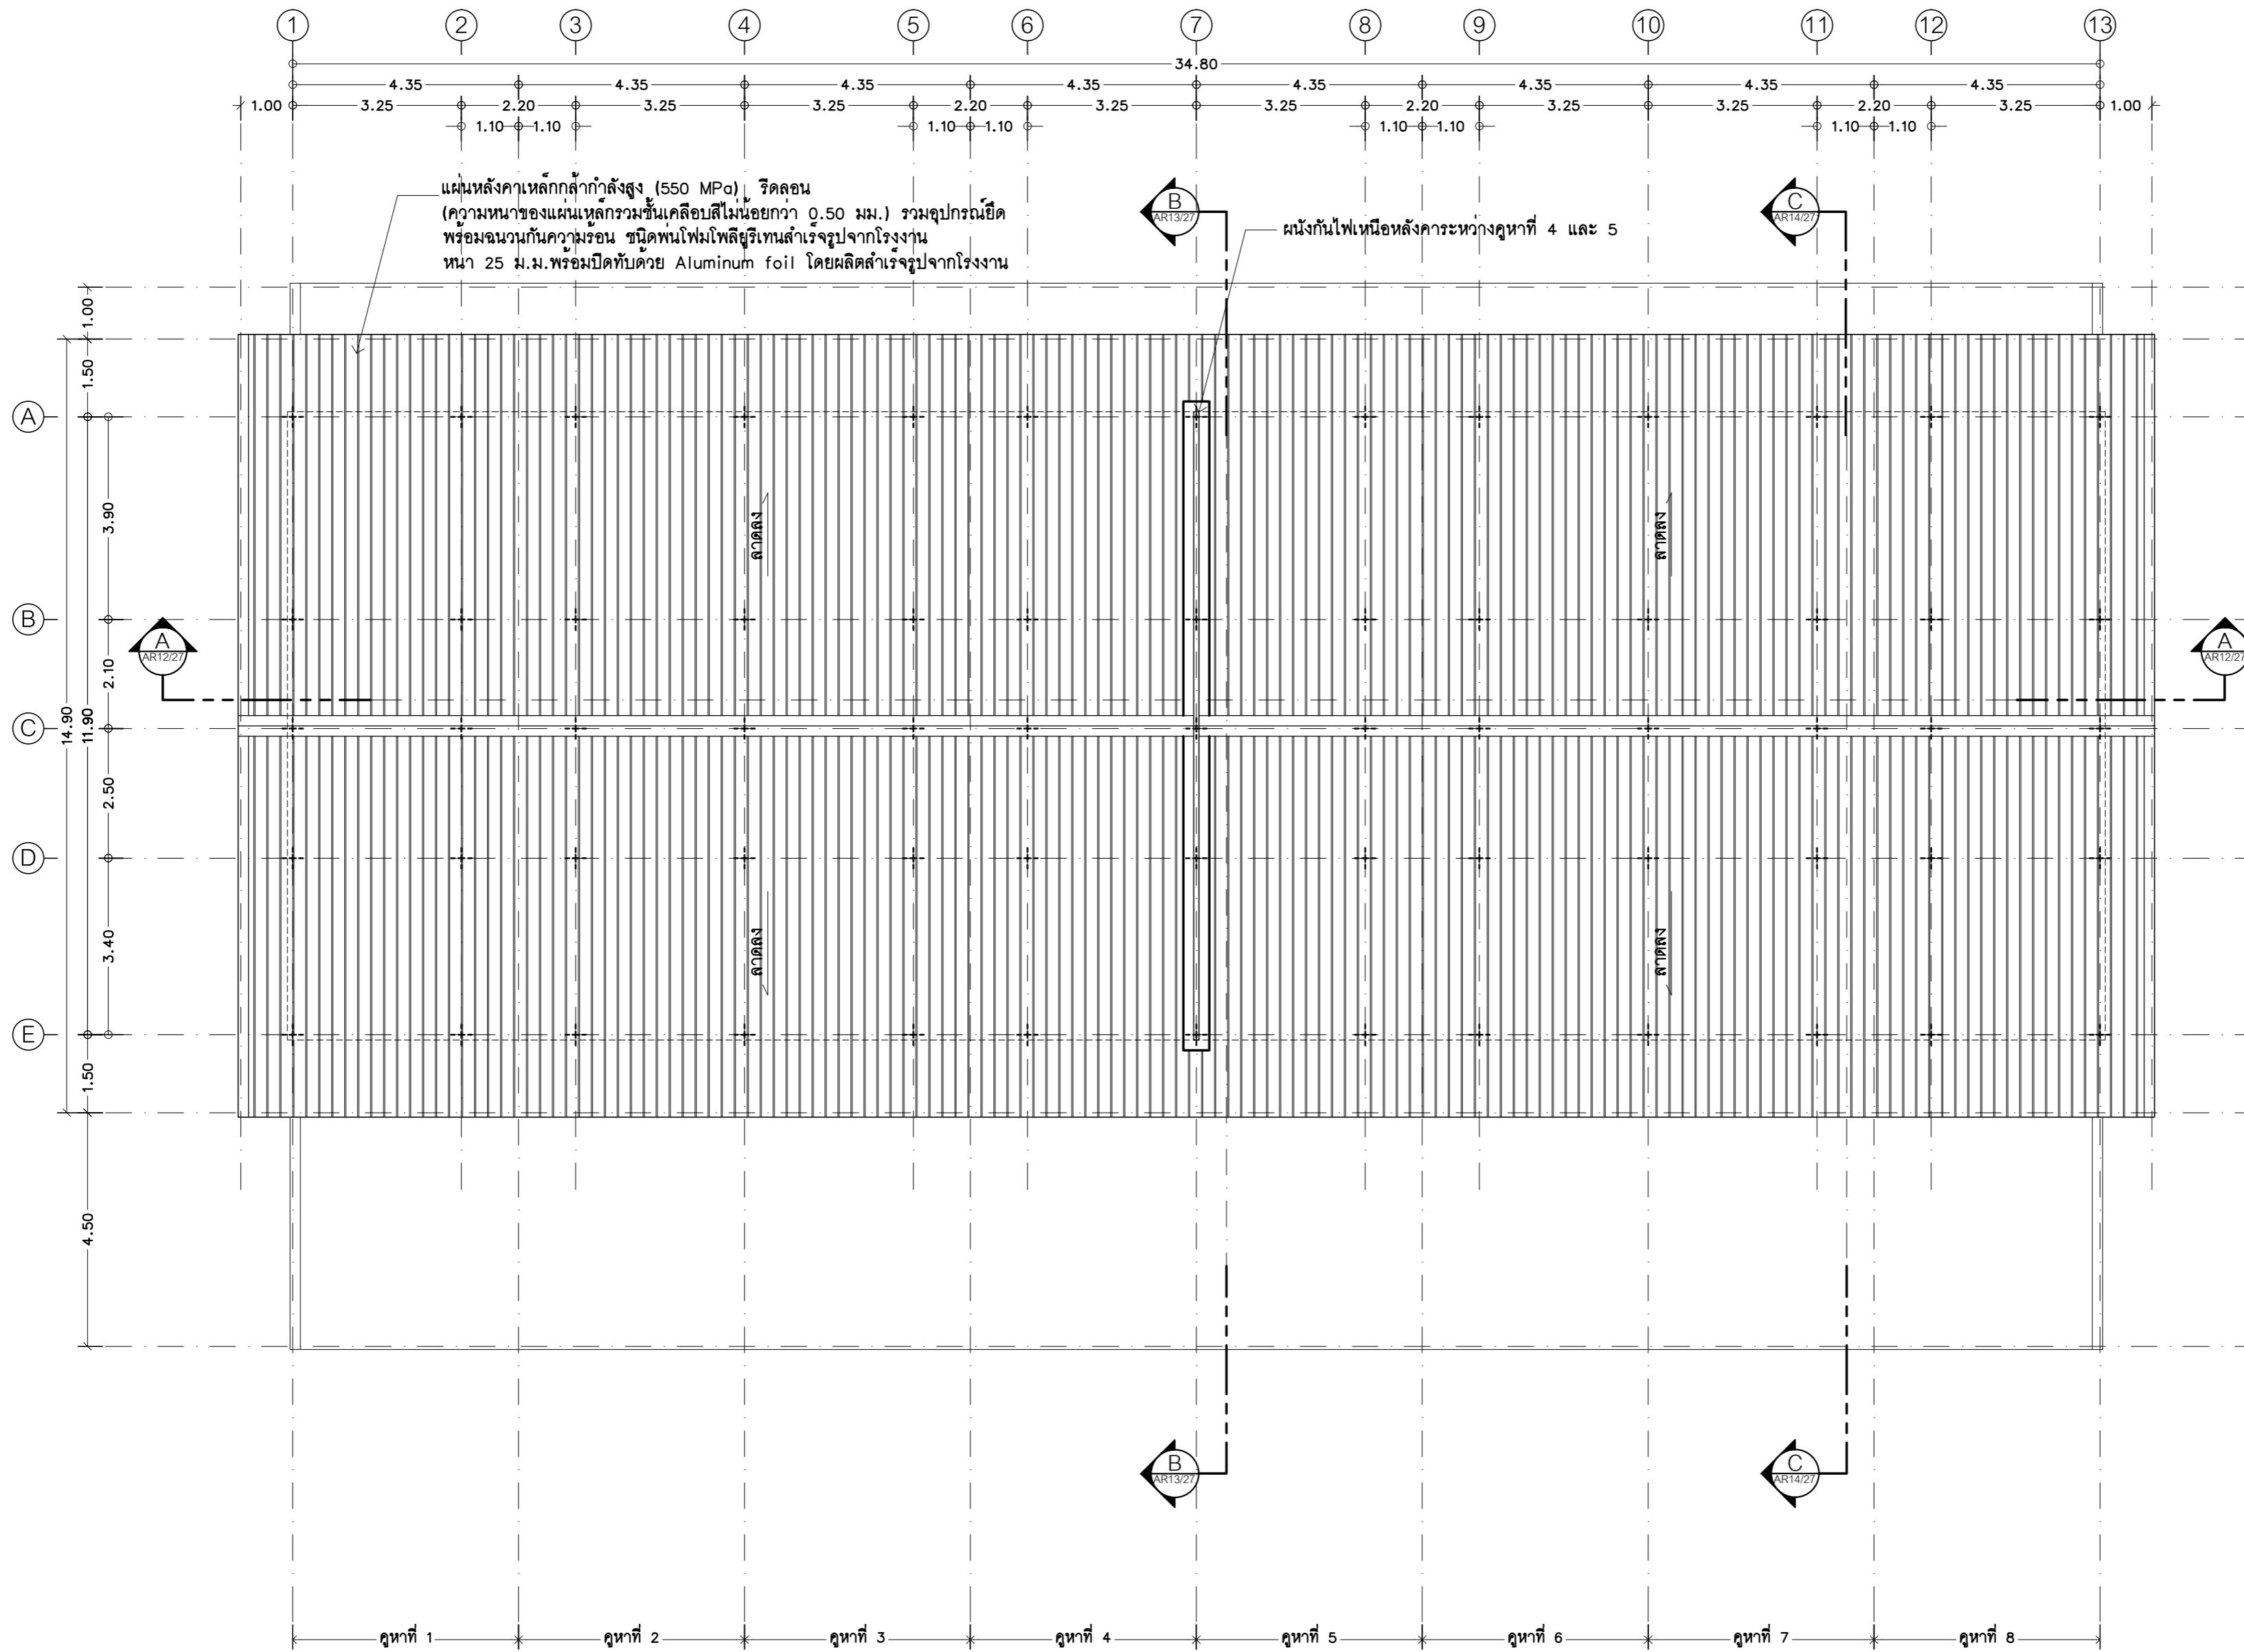 1 2 3 4 5 6 7 8 9 10 11 12 13
34.80
4.35 4.35 4.35 4.35 4.35 4.35 4.35 4.35
1.00 3.25 2.20 3.25 3.25 2.20 3.25 3.25 2.20 3.25 3.25 2.20 3.25 1.00
1.10 1.10 1.10 1.10 1.10 1.10 1.10 1.10
แผ่นหลังคาเหล็กกล้ากำลังสูง (550 MPa) รีดลอน
(ความหนาของแผ่นเหล็กรวมชั้นเคลือบสีไม่น้อยกว่า 0.50 มม.) รวมอุปกรณ์ยึด
พร้อมฉนวนกันความร้อน ชนิดพ่นโฟมโพลียูรีเทนสำเร็จรูปจากโรงงาน
หนา 25 ม.ม.พร้อมปิดทับด้วย Aluminum foil โดยผลิตสำเร็จรูปจากโรงงาน
B
AR13/27
ผนังกันไฟเหนือหลังคาระหว่างคูหาที่ 4 และ 5
C
AR14/27
1.00
1.50
A
3.90
ลาดลง
ลาดลง
B
A
AR12/27
A
AR12/27
2.10
C
14.90
11.90
2.50
D
3.40
ลาดลง
ลาดลง
E
1.50
4.50
B
AR13/27
C
AR14/27
คูหาที่ 1 คูหาที่ 2 คูหาที่ 3 คูหาที่ 4 คูหาที่ 5 คูหาที่ 6 คูหาที่ 7 คูหาที่ 8